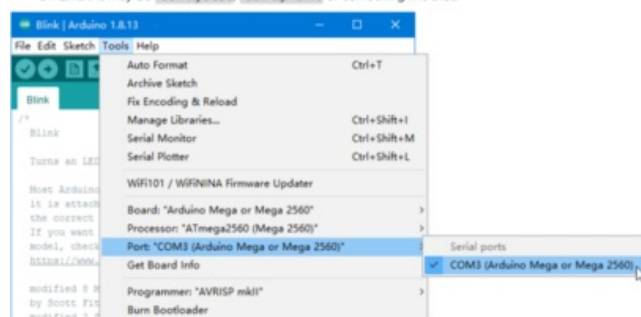 Blink | Arduino 1.8.13
File Edit Sketch Tools Help
Auto Format Ctrl+T
Archive Sketch
Fix Encoding & Reload
Manage Libraries... Ctrl+Shift+I
Serial Monitor Ctrl+Shift+M
Serial Plotter Ctrl+Shift+L
WiFi101 / WiFiNINA Firmware Updater
Board: "Arduino Mega or Mega 2560"
Processor: "ATmega2560 (Mega 2560)"
Port: "COM3 (Arduino Mega or Mega 2560)"
Get Board Info
Programmer: "AVRISP mkII"
Burn Bootloader
Serial ports
COM3 (Arduino Mega or Mega 2560)
Blink
/*
Blink
Turns an LED
Most Arduino
it is attach
the correct
If you want
model, check
https://www.
modified 8 M
by Scott Fit